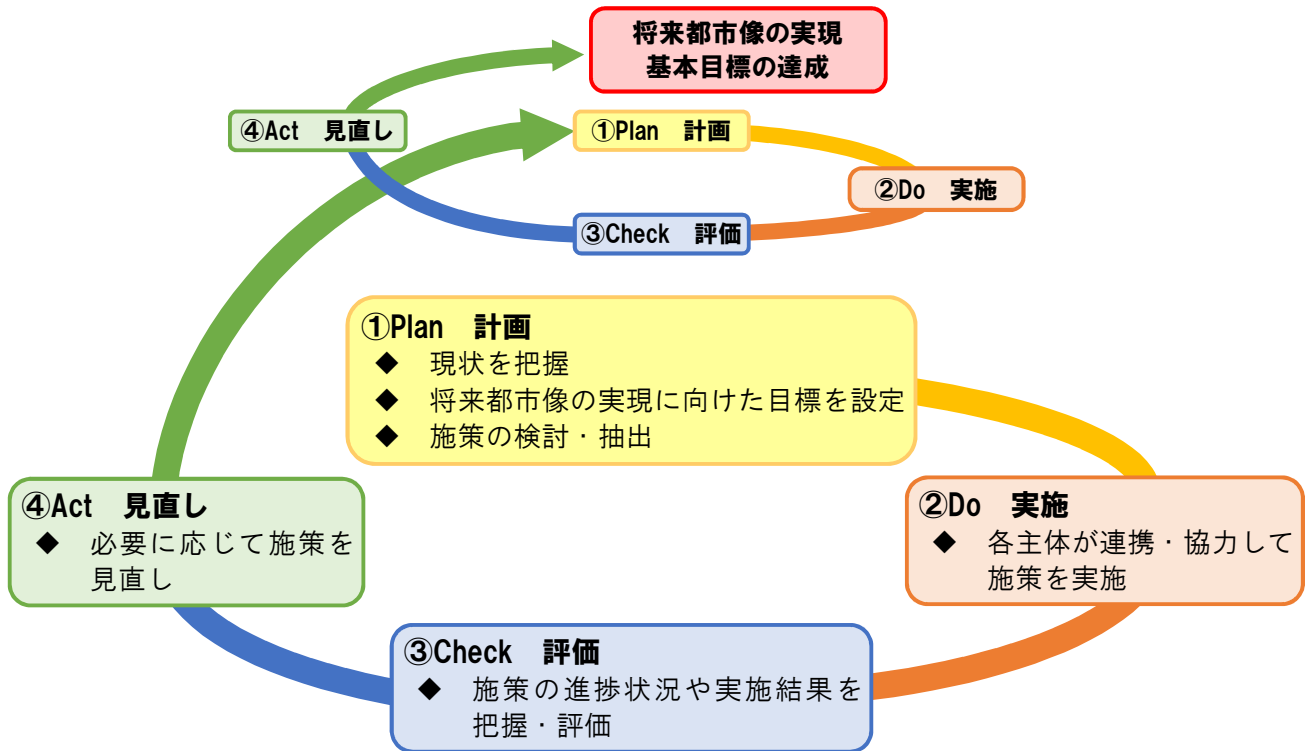 将来都市像の実現
基本目標の達成
④Act　見直し
①Plan　計画
②Do　実施
③Check　評価
①Plan　計画
◆　現状を把握
◆　将来都市像の実現に向けた目標を設定
◆　施策の検討・抽出
④Act　見直し
◆　必要に応じて施策を
見直し
②Do　実施
◆　各主体が連携・協力して
施策を実施
③Check　評価
◆　施策の進捗状況や実施結果を
把握・評価